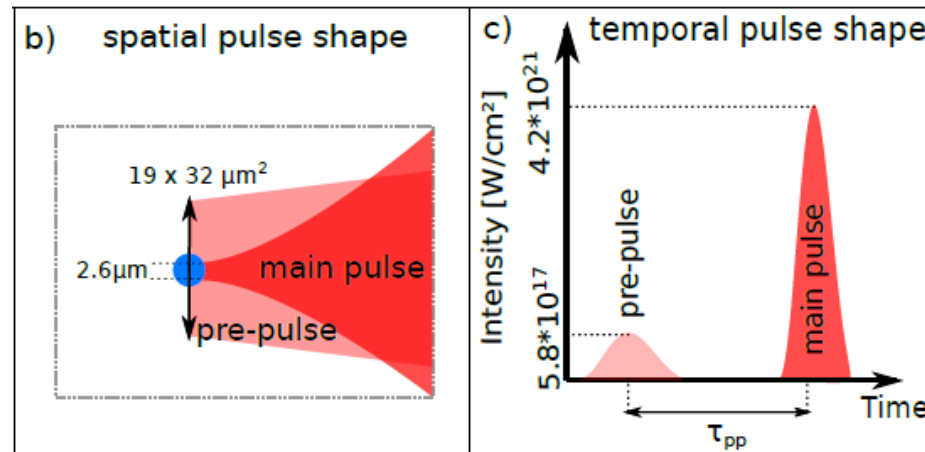 b) spatial pulse shape
19 x 32 μm²
2.6μm
main pulse
pre-pulse
c) temporal pulse shape
Intensity [W/cm²]
5.8*10¹⁷
4.2*10²¹
pre-pulse
main pulse
Time
τpp